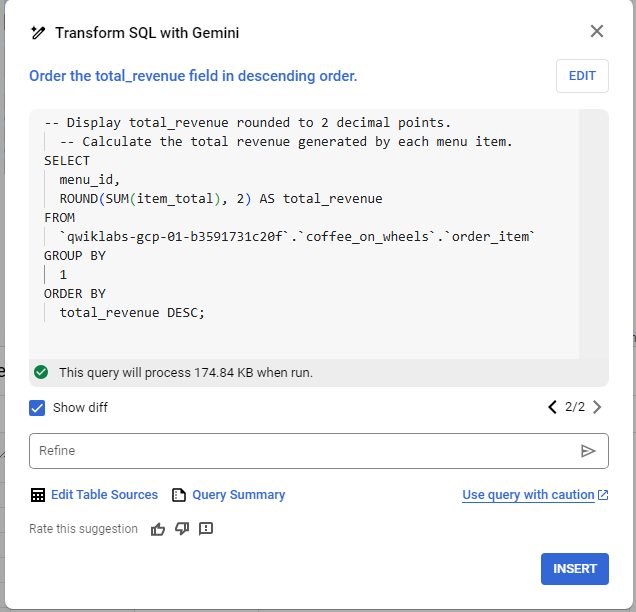 Transform SQL with Gemini
Order the total_revenue field in descending order.
EDIT
-- Display total_revenue rounded to 2 decimal points.
-- Calculate the total revenue generated by each menu item.
SELECT
menu_id,
ROUND(SUM(item_total), 2) AS total_revenue
FROM
`qwiklabs-gcp-01-b3591731c20f`.`coffee_on_wheels`.`order_item`
GROUP BY
1
ORDER BY
total_revenue DESC;
This query will process 174.84 KB when run.
Show diff
2/2
Refine
Edit Table Sources
Query Summary
Use query with caution
Rate this suggestion
INSERT